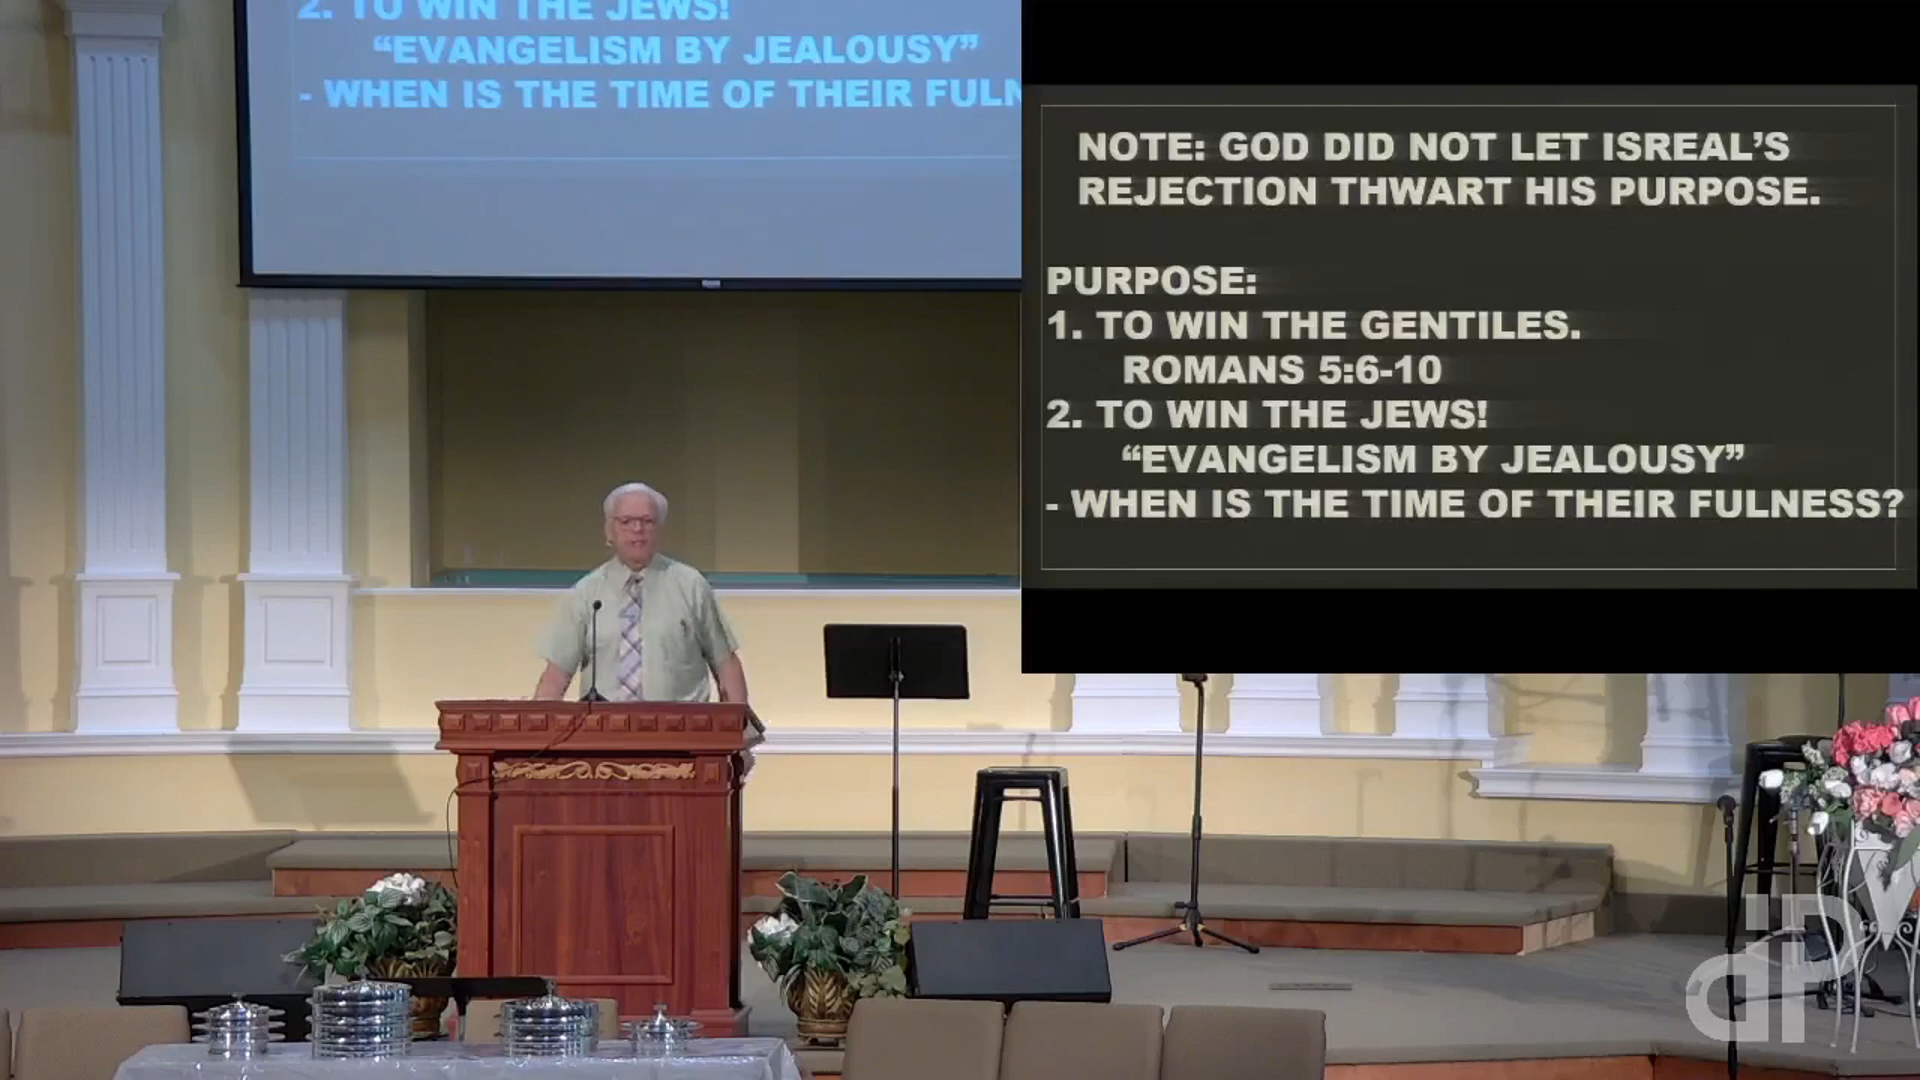 2. TO WIN THE JEWS!
“EVANGELISM BY JEALOUSY”
- WHEN IS THE TIME OF THEIR FULN
NOTE: GOD DID NOT LET ISREAL’S
REJECTION THWART HIS PURPOSE.
PURPOSE:
1. TO WIN THE GENTILES.
ROMANS 5:6-10
2. TO WIN THE JEWS!
“EVANGELISM BY JEALOUSY”
- WHEN IS THE TIME OF THEIR FULNESS?